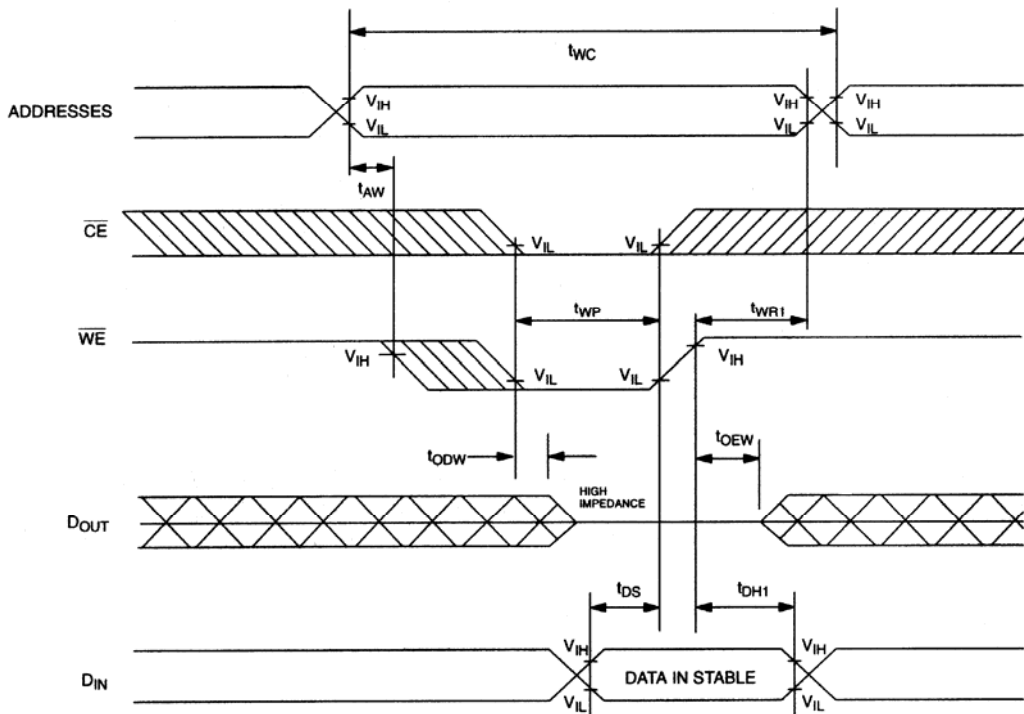 tWC
ADDRESSES
VIH
VIL
VIH
VIL
VIH
VIL
tAW
CE
VIL
VIL
tWP
tWR1
WE
VIH
VIL
VIL
VIH
tODW
tOEW
HIGH
IMPEDANCE
DOUT
tDS
tDH1
DIN
VIH
VIL
DATA IN STABLE
VIH
VIL